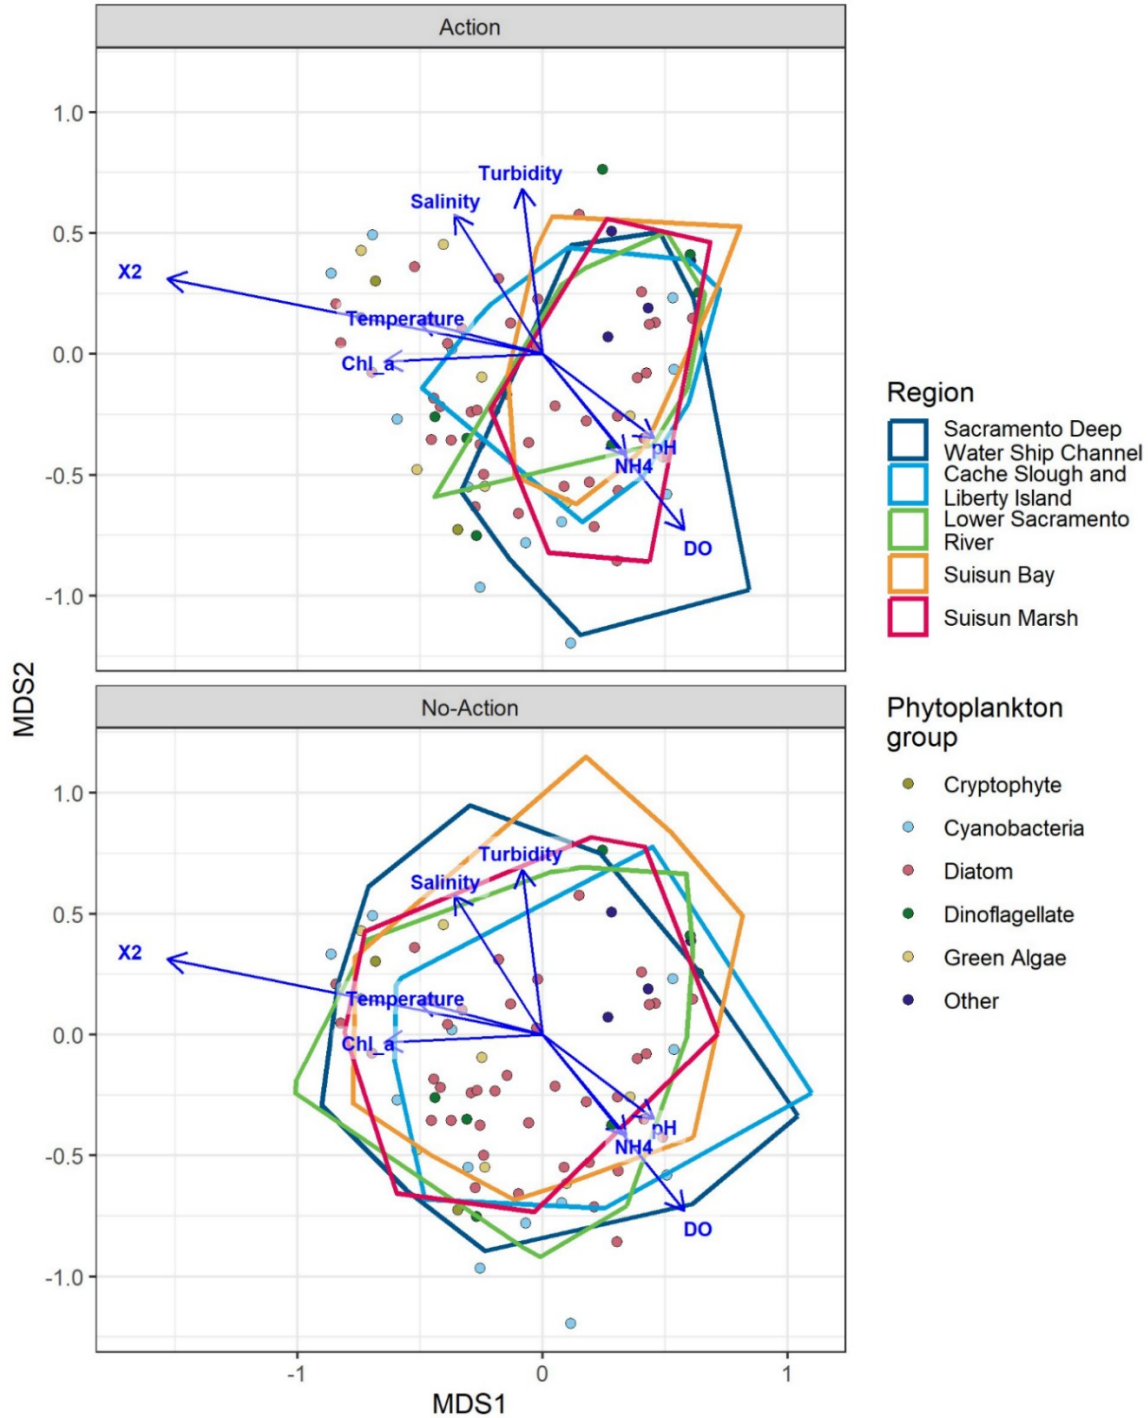 Action
1.0
0.5
0.0
-0.5
-1.0
Turbidity
Salinity
X2
Temperature
Chl_a
pH
NH4
DO
MDS2
No-Action
1.0
0.5
0.0
-0.5
-1.0
Turbidity
Salinity
X2
Temperature
Chl_a
pH
NH4
DO
-1
0
1
MDS1
Region
Sacramento Deep
Water Ship Channel
Cache Slough and
Liberty Island
Lower Sacramento
River
Suisun Bay
Suisun Marsh
Phytoplankton
group
Cryptophyte
Cyanobacteria
Diatom
Dinoflagellate
Green Algae
Other